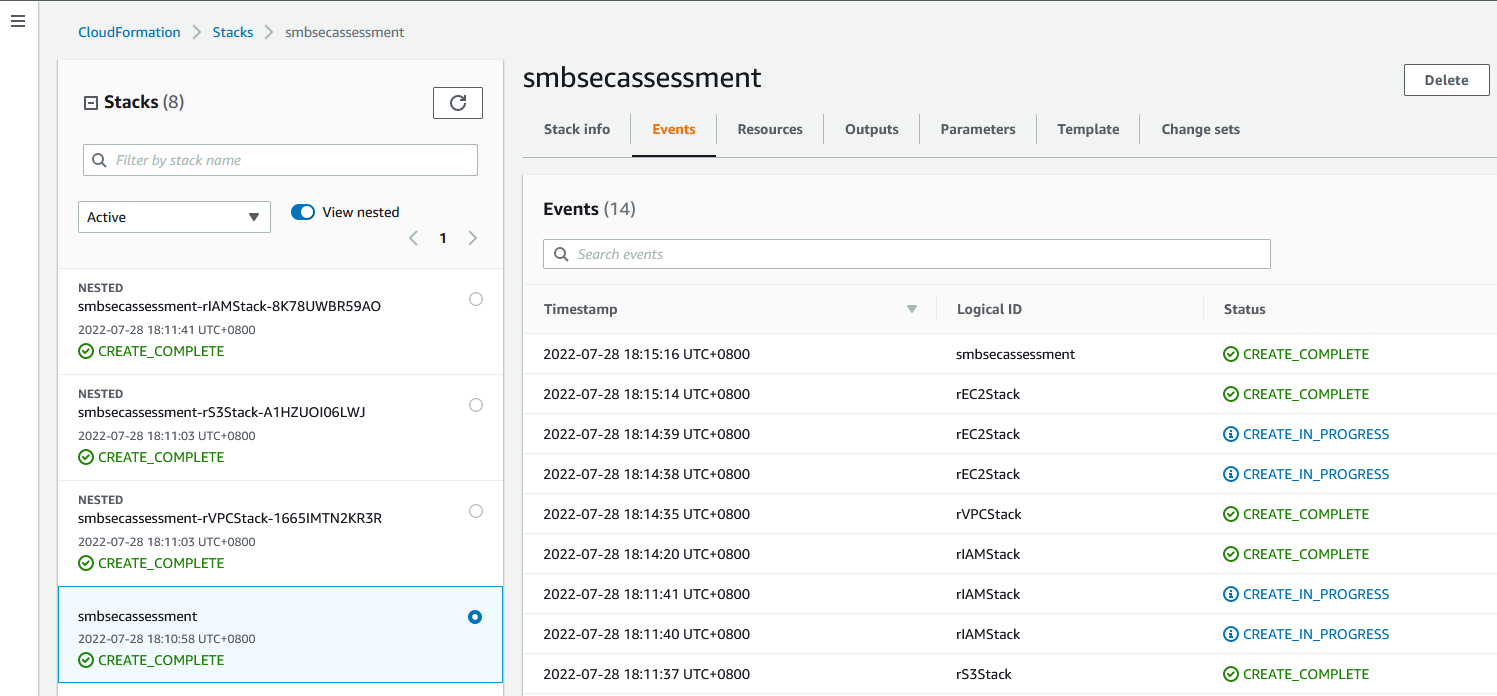 CloudFormation > Stacks > smbsecassessment
Stacks (8)
Filter by stack name
Active
View nested
1
NESTED
smbsecassessment-rIAMStack-8K78UWBR59AO
2022-07-28 18:11:41 UTC+0800
CREATE_COMPLETE
NESTED
smbsecassessment-rS3Stack-A1HZUOI06LWJ
2022-07-28 18:11:03 UTC+0800
CREATE_COMPLETE
NESTED
smbsecassessment-rVPCStack-1665IMTN2KR3R
2022-07-28 18:11:03 UTC+0800
CREATE_COMPLETE
smbsecassessment
2022-07-28 18:10:58 UTC+0800
CREATE_COMPLETE
smbsecassessment
Delete
Stack info Events Resources Outputs Parameters Template Change sets
Events (14)
Search events
Timestamp Logical ID Status
2022-07-28 18:15:16 UTC+0800 smbsecassessment CREATE_COMPLETE
2022-07-28 18:15:14 UTC+0800 rEC2Stack CREATE_COMPLETE
2022-07-28 18:14:39 UTC+0800 rEC2Stack CREATE_IN_PROGRESS
2022-07-28 18:14:38 UTC+0800 rEC2Stack CREATE_IN_PROGRESS
2022-07-28 18:14:35 UTC+0800 rVPCStack CREATE_COMPLETE
2022-07-28 18:14:20 UTC+0800 rIAMStack CREATE_COMPLETE
2022-07-28 18:11:41 UTC+0800 rIAMStack CREATE_IN_PROGRESS
2022-07-28 18:11:40 UTC+0800 rIAMStack CREATE_IN_PROGRESS
2022-07-28 18:11:37 UTC+0800 rS3Stack CREATE_COMPLETE